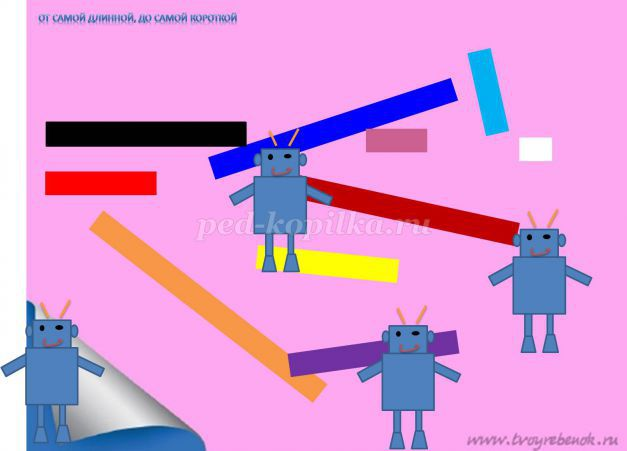 ОТ САМОЙ ДЛИННОЙ, ДО САМОЙ КОРОТКОЙ
ped-kopilka.ru
www.tvoyrebenok.ru